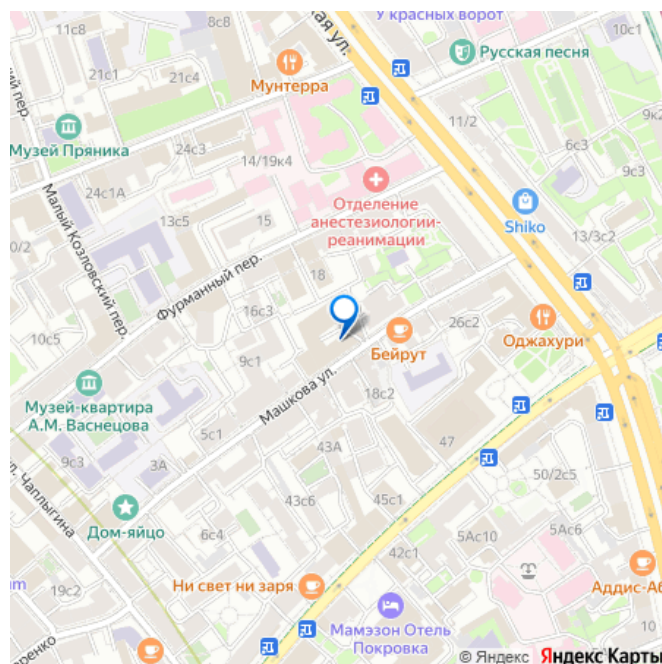 У красных ворот
11с8
8с8
ая ул.
10с1
Русская песня
21с1
21с4
Мунтерра
9к2
11/2
24с3
6с3
Музей Пряника
14/19к4
9с3
24с1А
Отделение
анестезиологии-
реанимации
Малый Козловский пер.
13с5
15
Shiko
13/3с2
Фурманный пер.
18
16с3
10с5
26с2
Оджахури
Бейрут
9с1
Машкова ул.
18с2
Музей-квартира
А.М. Васнецова
5с1
43А
47
9с3
3А
50/2с5
43с6
45с1
Дом-яйцо
6с4
5Ас10
5Ас6
42с1
Ни свет ни заря
19с2
Мамэзон Отель
Покровка
10
© Яндекс Яндекс Карты